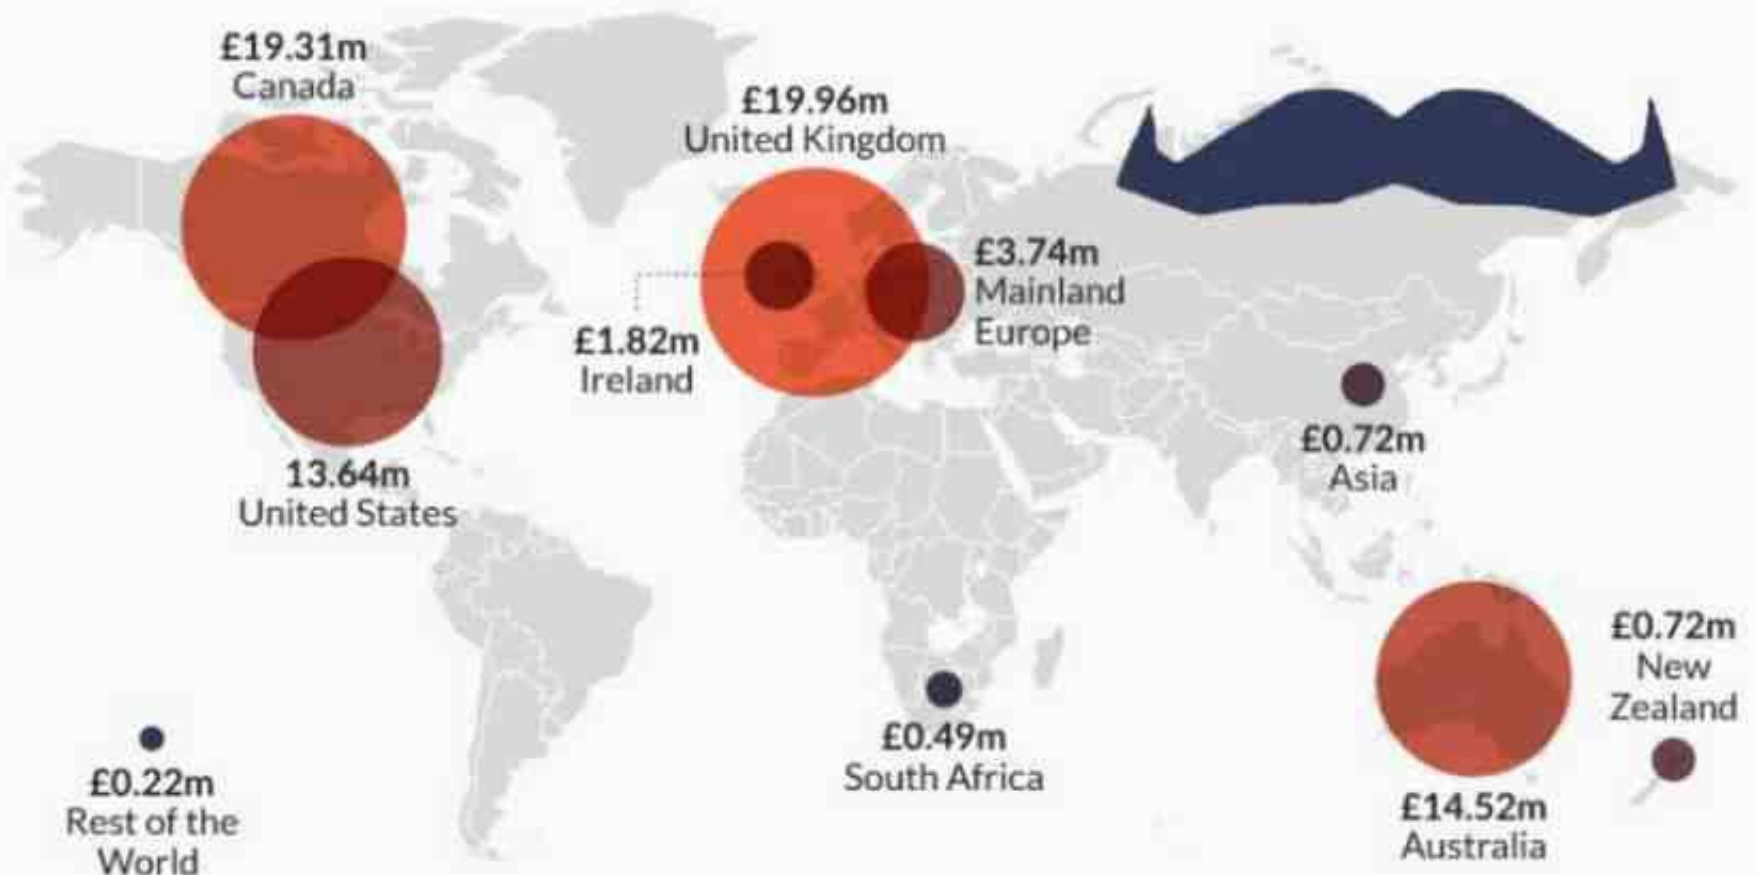 £19.31m
Canada
£19.96m
United Kingdom
£3.74m
Mainland
Europe
£1.82m
Ireland
13.64m
United States
£0.72m
Asia
£0.72m
New
Zealand
£0.49m
South Africa
£14.52m
Australia
£0.22m
Rest of the
World